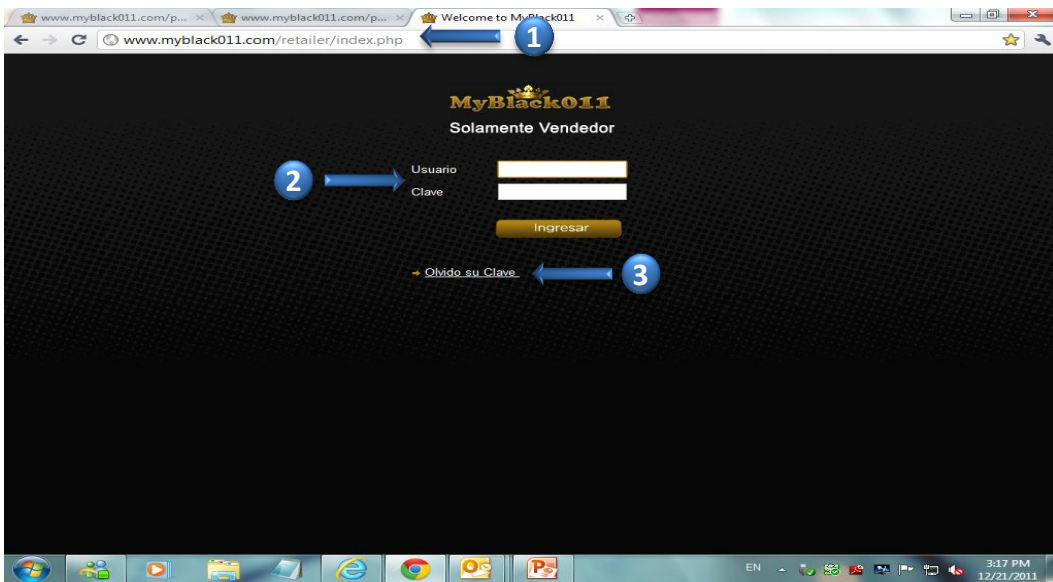 www.myblack011.com/p... www.myblack011.com/p... Welcome to MyBlack011
www.myblack011.com/retailer/index.php
1
MyBlack011
Solamente Vendedor
Usuario
2
Clave
Ingresar
Olvido su Clave
3
EN
3:17 PM
12/21/2011